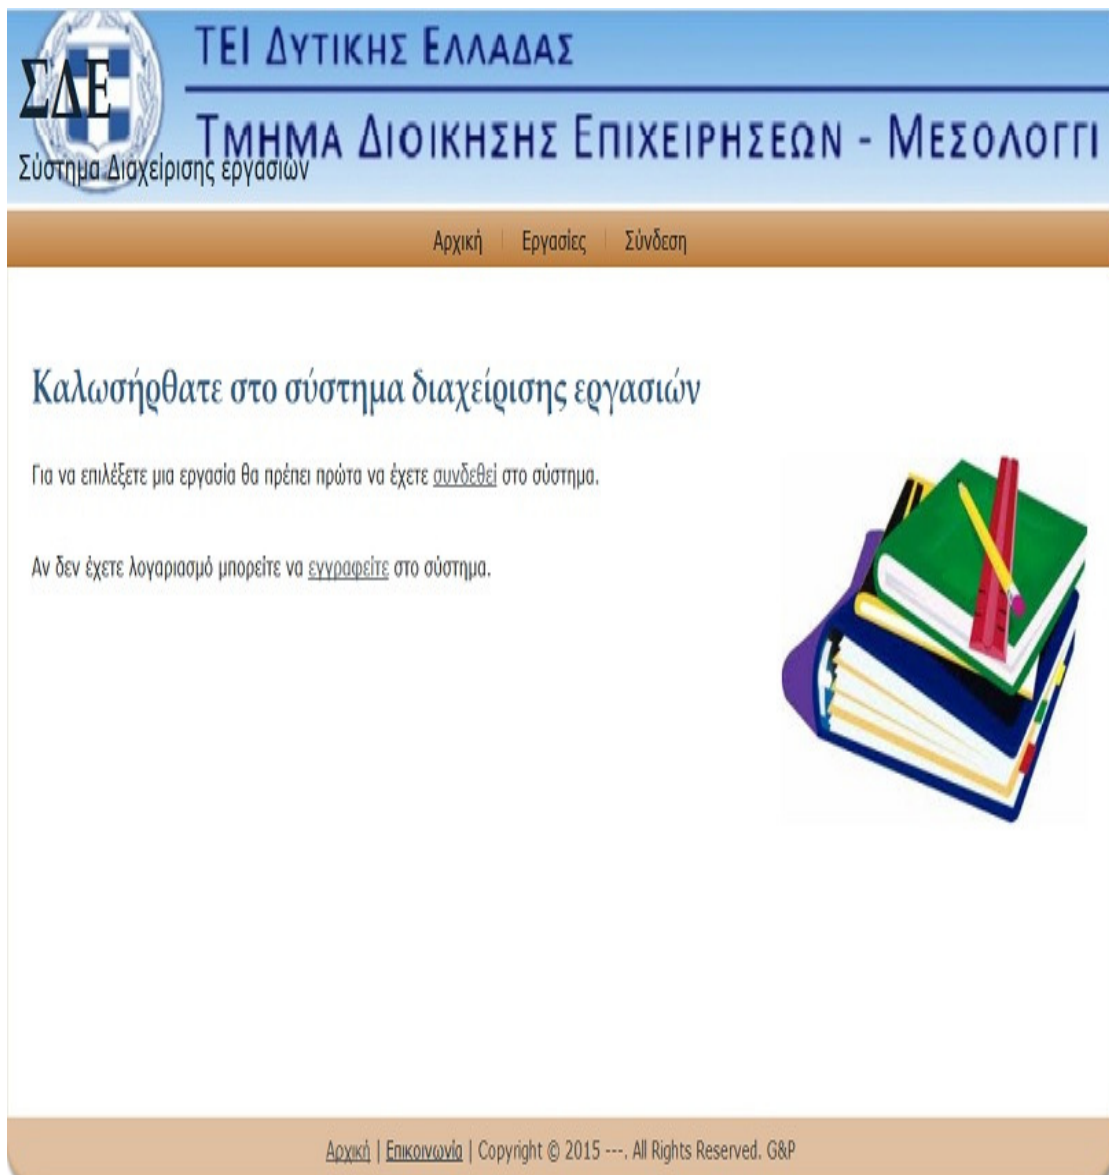 ΤΕΙ ΔΥΤΙΚΗΣ ΕΛΛΑΔΑΣ
ΣΔΕ
ΤΜΗΜΑ ΔΙΟΙΚΗΣΗΣ ΕΠΙΧΕΙΡΗΣΕΩΝ - ΜΕΣΟΛΟΓΓΙ
Σύστημα Διαχείρισης εργασιών
Αρχική Εργασίες Σύνδεση
Καλωσήρθατε στο σύστημα διαχείρισης εργασιών
Για να επιλέξετε μια εργασία θα πρέπει πρώτα να έχετε συνδεθεί στο σύστημα.
Αν δεν έχετε λογαριασμό μπορείτε να εγγραφείτε στο σύστημα.
Αρχική | Επικοινωνία | Copyright © 2015 ---. All Rights Reserved. G&P